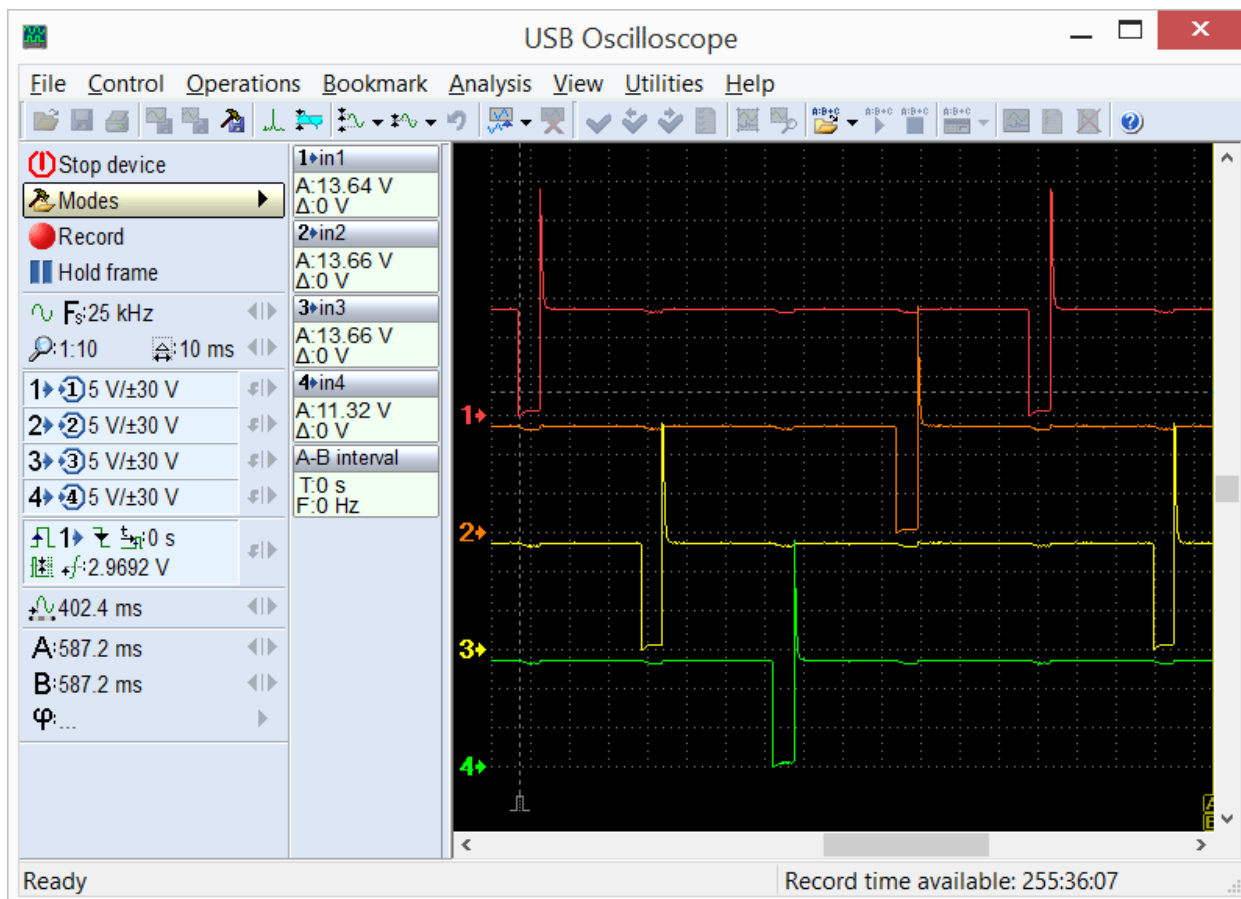 USB Oscilloscope
File Control Operations Bookmark Analysis View Utilities Help
A:B+C A:B+C A:B+C A:B+C
Stop device
Modes
Record
Hold frame
Fs:25 kHz
:1:10 :10 ms
1 1 5 V/±30 V
2 2 5 V/±30 V
3 3 5 V/±30 V
4 4 5 V/±30 V
1 :0 s
f:2.9692 V
402.4 ms
A:587.2 ms
B:587.2 ms
φ:...
1 in1
A:13.64 V
Δ:0 V
2 in2
A:13.66 V
Δ:0 V
3 in3
A:13.66 V
Δ:0 V
4 in4
A:11.32 V
Δ:0 V
A-B interval
T:0 s
F:0 Hz
1
2
3
4
A
B
Ready
Record time available: 255:36:07